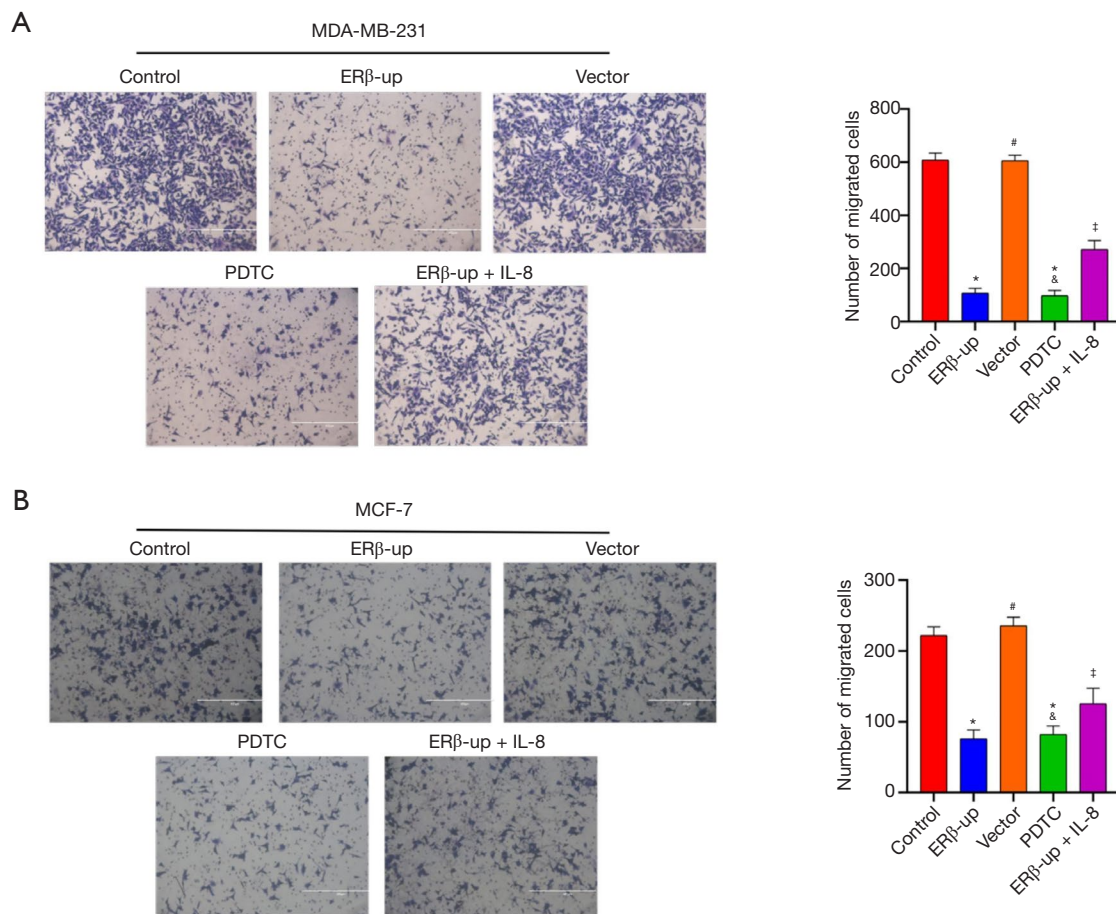 A
MDA-MB-231
Control
ERβ-up
Vector
PDTC
ERβ-up + IL-8
Number of migrated cells
800
600
400
200
0
*
#
*
&
‡
Control
ERβ-up
Vector
PDTC
ERβ-up + IL-8
B
MCF-7
Control
ERβ-up
Vector
PDTC
ERβ-up + IL-8
Number of migrated cells
300
200
100
0
*
#
*
&
‡
Control
ERβ-up
Vector
PDTC
ERβ-up + IL-8